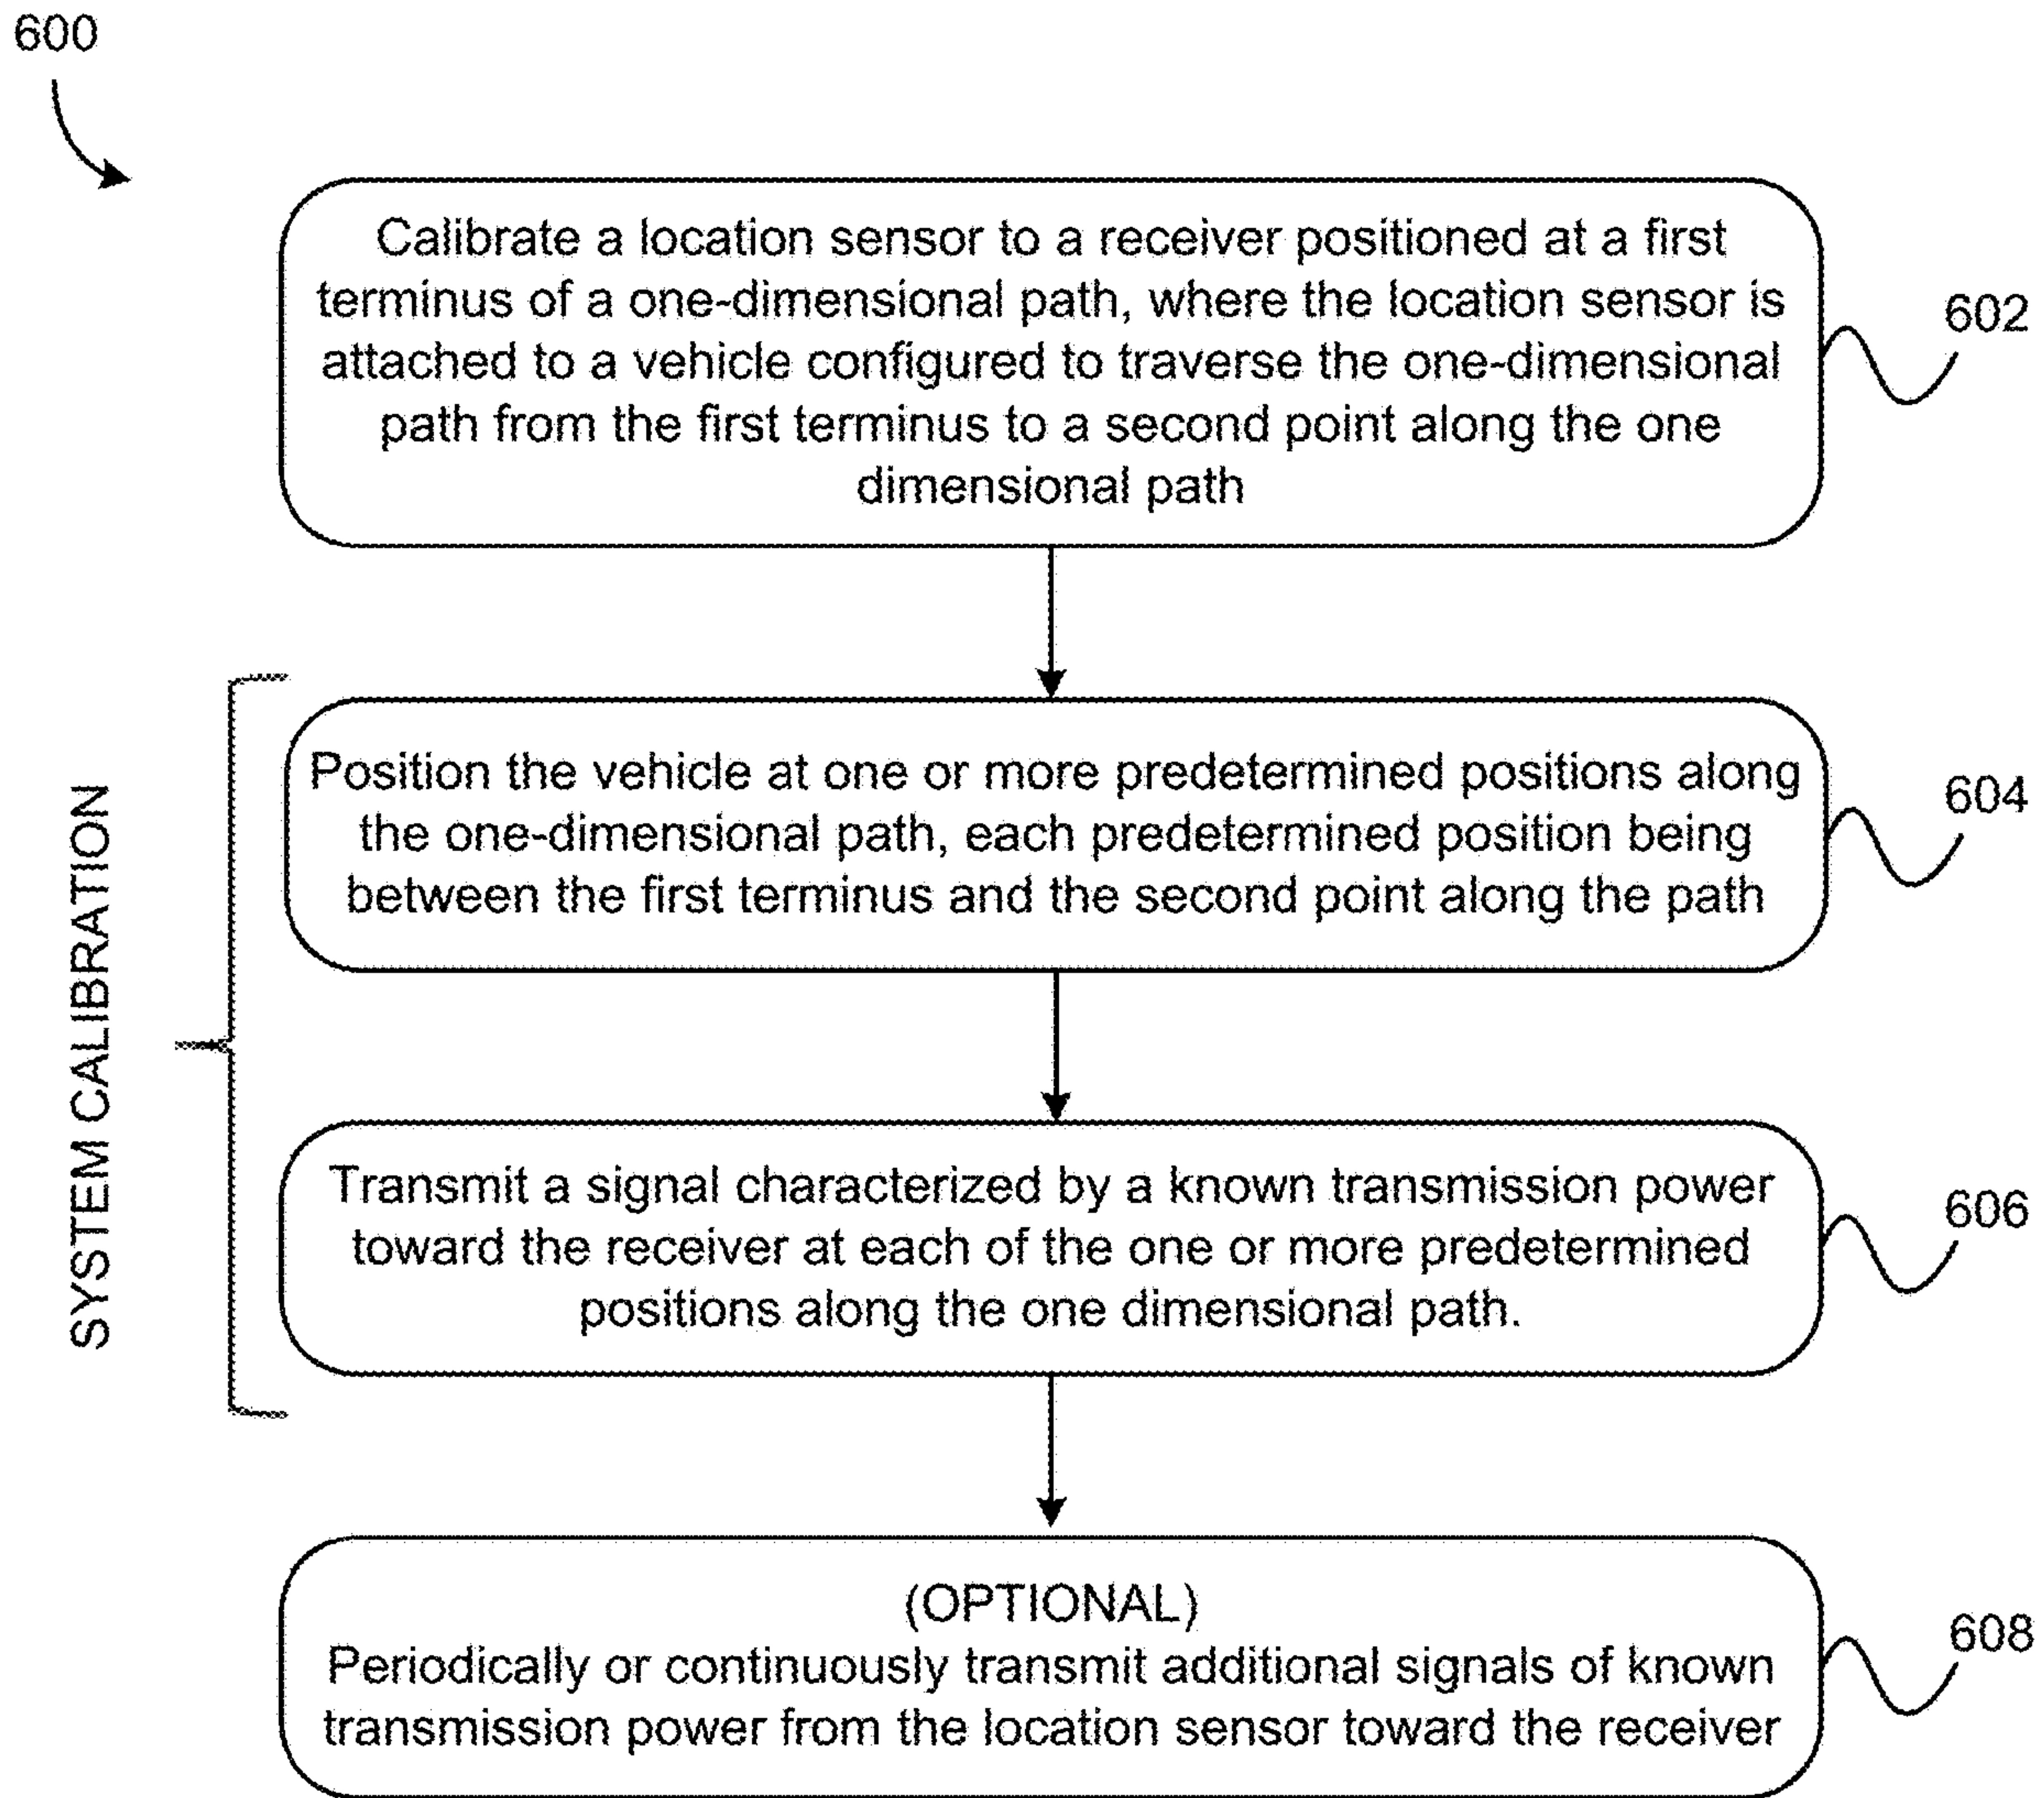 600
Calibrate a location sensor to a receiver positioned at a first
terminus of a one-dimensional path, where the location sensor is
attached to a vehicle configured to traverse the one-dimensional
path from the first terminus to a second point along the one
dimensional path
602
SYSTEM CALIBRATION
Position the vehicle at one or more predetermined positions along
the one-dimensional path, each predetermined position being
between the first terminus and the second point along the path
604
Transmit a signal characterized by a known transmission power
toward the receiver at each of the one or more predetermined
positions along the one dimensional path.
606
(OPTIONAL)
Periodically or continuously transmit additional signals of known
transmission power from the location sensor toward the receiver
608